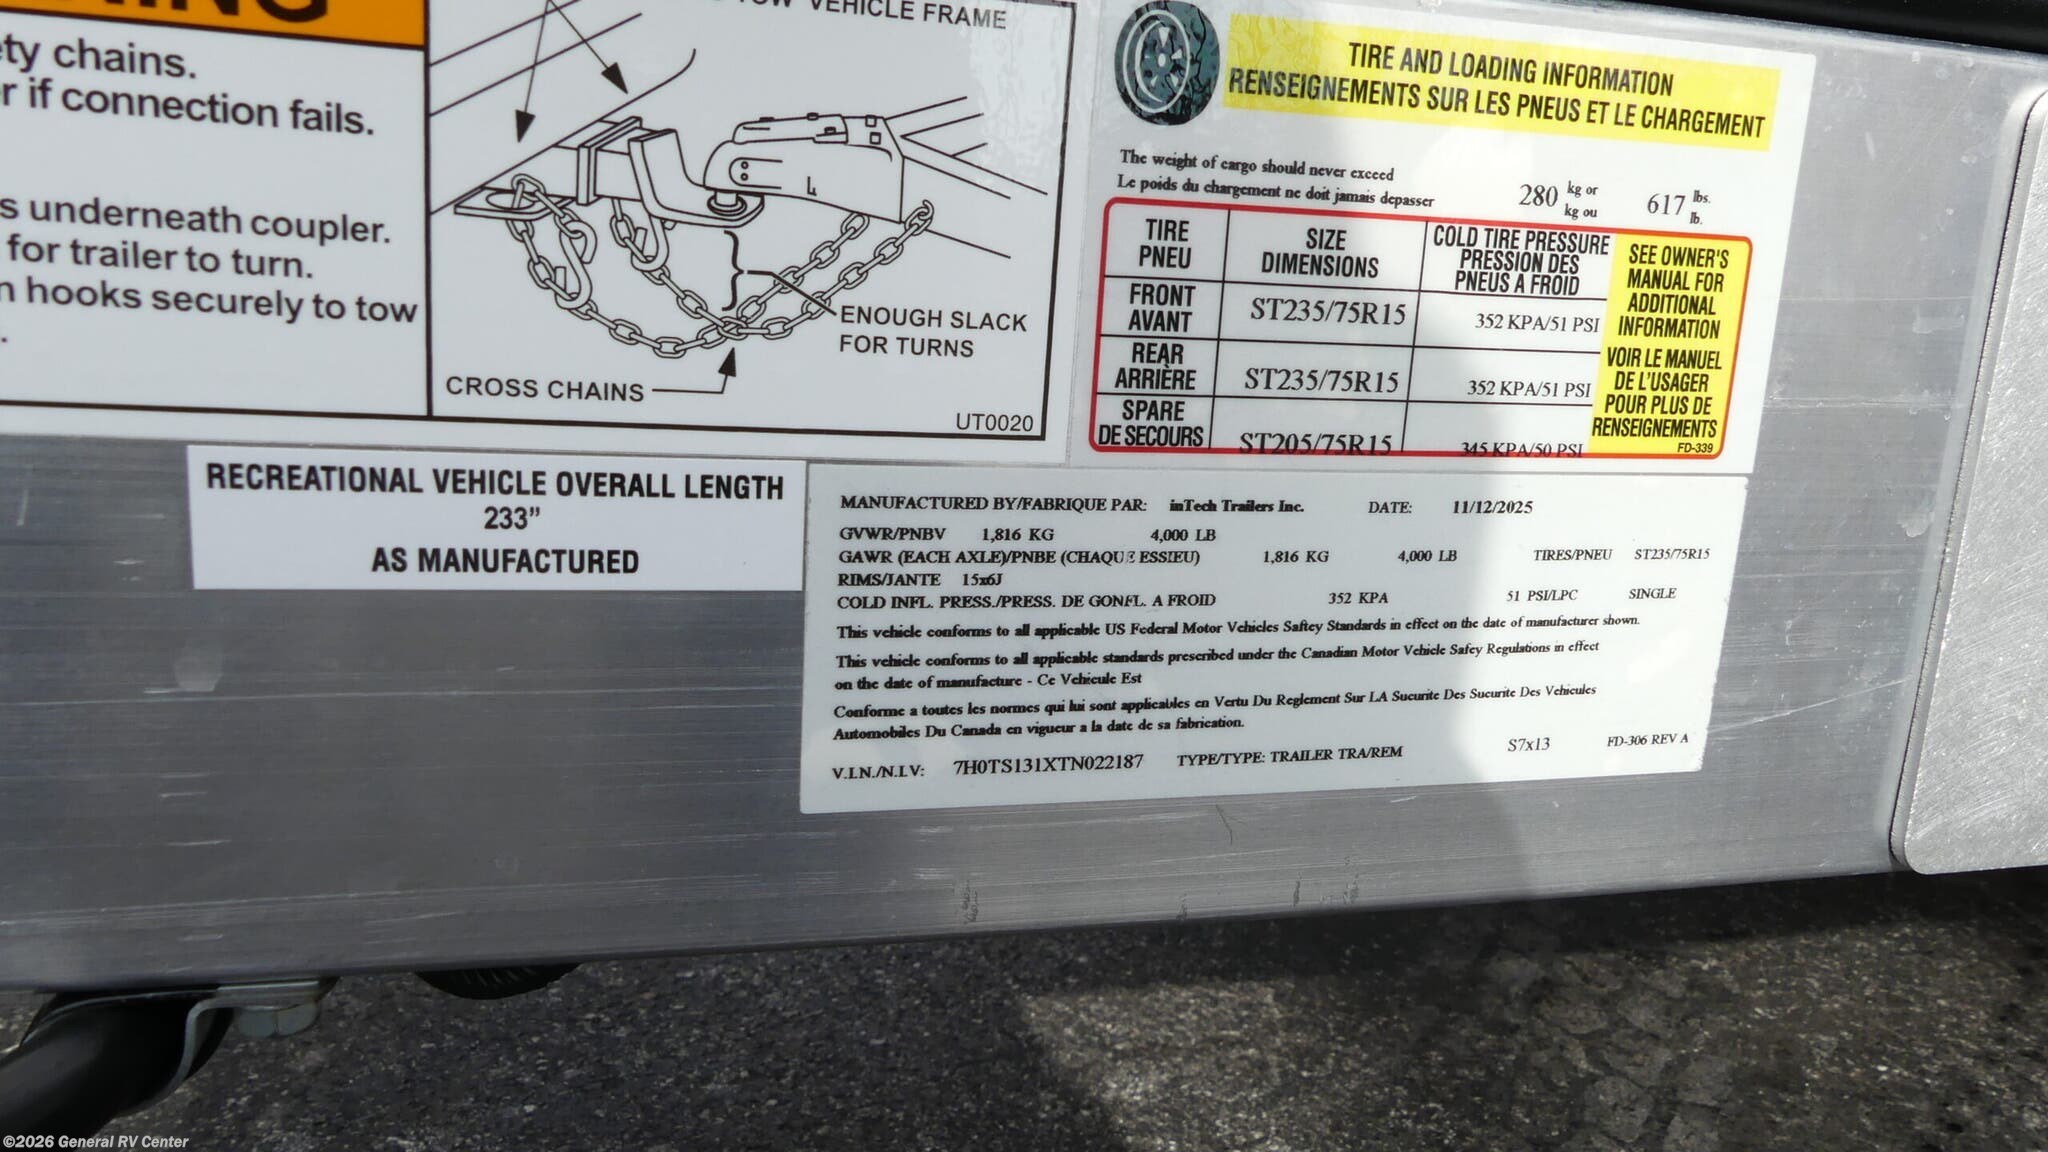 ety chains.
r if connection fails.
s underneath coupler.
for trailer to turn.
n hooks securely to tow
.
TOW VEHICLE FRAME
ENOUGH SLACK
FOR TURNS
CROSS CHAINS
UT0020
TIRE AND LOADING INFORMATION
RENSEIGNEMENTS SUR LES PNEUS ET LE CHARGEMENT
The weight of cargo should never exceed
Le poids du chargement ne doit jamais depasser
280 kg or 617 lbs.
kg ou lb.
TIRE
PNEU
SIZE
DIMENSIONS
COLD TIRE PRESSURE
PRESSION DES
PNEUS A FROID
FRONT
AVANT
ST235/75R15
352 KPA/51 PSI
REAR
ARRIÈRE
ST235/75R15
352 KPA/51 PSI
SPARE
DE SECOURS
ST205/75R15
345 KPA/50 PSI
SEE OWNER'S
MANUAL FOR
ADDITIONAL
INFORMATION
VOIR LE MANUEL
DE L'USAGER
POUR PLUS DE
RENSEIGNEMENTS
FD-339
RECREATIONAL VEHICLE OVERALL LENGTH
233”
AS MANUFACTURED
MANUFACTURED BY/FABRIQUE PAR: inTech Trailers Inc. DATE: 11/12/2025
GVWR/PNBV 1,816 KG 4,000 LB
GAWR (EACH AXLE)/PNBE (CHAQUE ESSIEU) 1,816 KG 4,000 LB TIRES/PNEU ST235/75R15
RIMS/JANTE 15x6J
COLD INFL. PRESS./PRESS. DE GONFL. A FROID 352 KPA 51 PSI/LPC SINGLE
This vehicle conforms to all applicable US Federal Motor Vehicles Saftey Standards in effect on the date of manufacturer shown.
This vehicle conforms to all applicable standards prescribed under the Canadian Motor Vehicle Safey Regulations in effect
on the date of manufacture - Ce Vehicule Est
Conforme a toutes les normes qui lui sont applicables en Vertu Du Reglement Sur LA Sucurite Des Sucurite Des Vehicules
Automobiles Du Canada en vigueur a la date de sa fabrication.
V.I.N./N.I.V: 7H0TS131XTN022187 TYPE/TYPE: TRAILER TRA/REM S7x13 FD-306 REV A
©2026 General RV Center